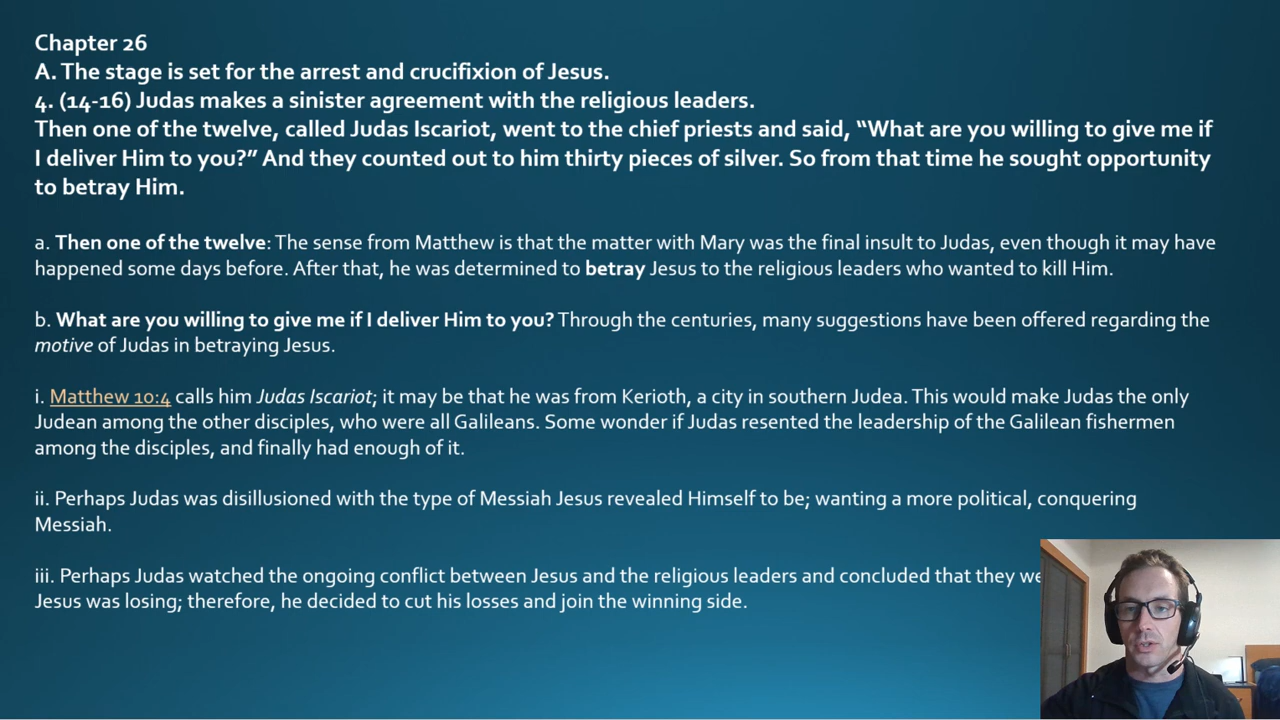 Chapter 26
A. The stage is set for the arrest and crucifixion of Jesus.
4. (14-16) Judas makes a sinister agreement with the religious leaders.
Then one of the twelve, called Judas Iscariot, went to the chief priests and said, “What are you willing to give me if
I deliver Him to you?” And they counted out to him thirty pieces of silver. So from that time he sought opportunity
to betray Him.
a. Then one of the twelve: The sense from Matthew is that the matter with Mary was the final insult to Judas, even though it may have
happened some days before. After that, he was determined to betray Jesus to the religious leaders who wanted to kill Him.
b. What are you willing to give me if I deliver Him to you? Through the centuries, many suggestions have been offered regarding the
motive of Judas in betraying Jesus.
i. Matthew 10:4 calls him Judas Iscariot; it may be that he was from Kerioth, a city in southern Judea. This would make Judas the only
Judean among the other disciples, who were all Galileans. Some wonder if Judas resented the leadership of the Galilean fishermen
among the disciples, and finally had enough of it.
ii. Perhaps Judas was disillusioned with the type of Messiah Jesus revealed Himself to be; wanting a more political, conquering
Messiah.
iii. Perhaps Judas watched the ongoing conflict between Jesus and the religious leaders and concluded that they
Jesus was losing; therefore, he decided to cut his losses and join the winning side.